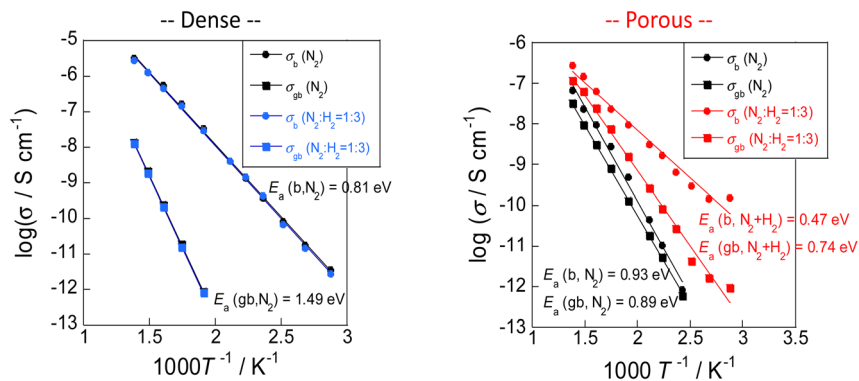 -- Dense --
-5
-6
-7
-8
-9
-10
-11
-12
-13
log(σ / S cm⁻¹)
σb (N₂)
σgb (N₂)
σb (N₂:H₂=1:3)
σgb (N₂:H₂=1:3)
Eₐ (b,N₂) = 0.81 eV
Eₐ (gb,N₂) = 1.49 eV
1 1.5 2 2.5 3
1000T⁻¹ / K⁻¹
-- Porous --
-6
-7
-8
-9
-10
-11
-12
-13
log (σ / S cm⁻¹)
σb (N₂)
σgb (N₂)
σb (N₂:H₂=1:3)
σgb (N₂:H₂=1:3)
Eₐ (b, N₂+H₂) = 0.47 eV
Eₐ (gb, N₂+H₂) = 0.74 eV
Eₐ (b, N₂) = 0.93 eV
Eₐ (gb, N₂) = 0.89 eV
1 1.5 2 2.5 3 3.5
1000 T⁻¹ / K⁻¹